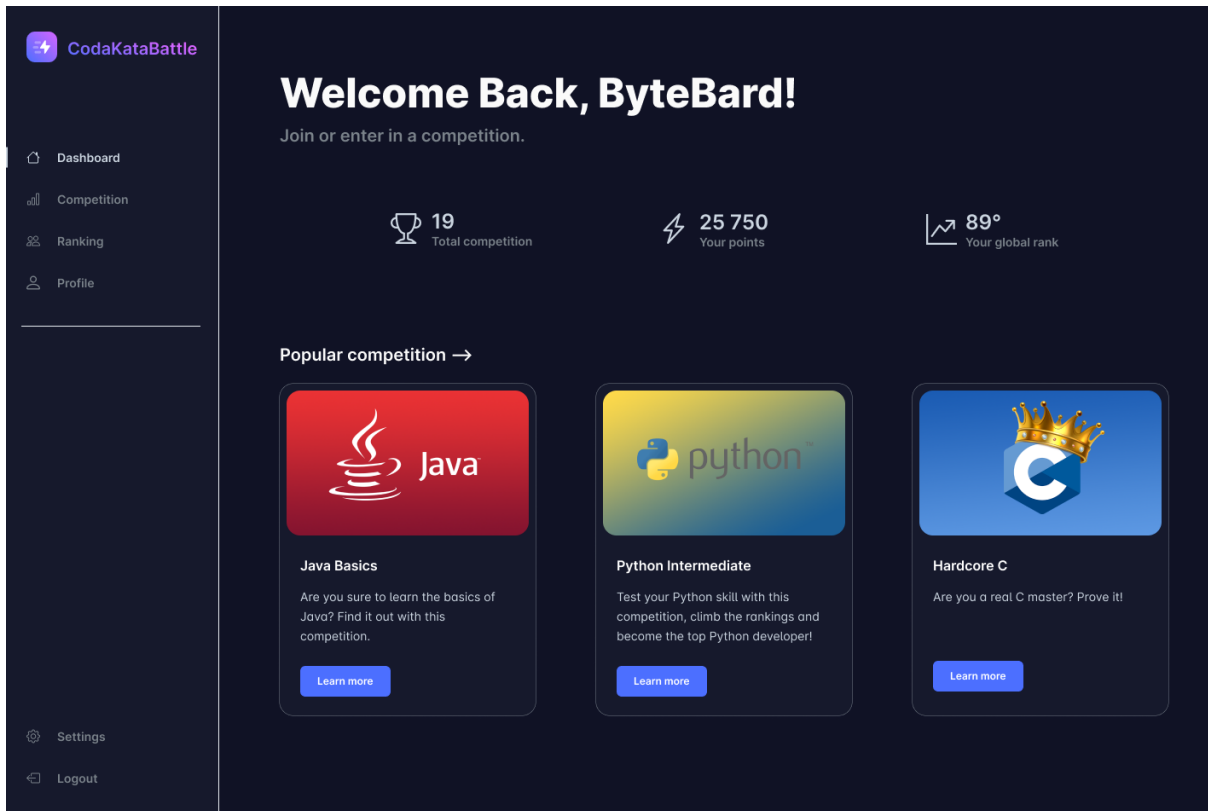 CodaKataBattle
Dashboard
Competition
Ranking
Profile
Settings
Logout
Welcome Back, ByteBard!
Join or enter in a competition.
19
Total competition
25 750
Your points
89°
Your global rank
Popular competition →
Java™
Java Basics
Are you sure to learn the basics of
Java? Find it out with this
competition.
Learn more
python™
Python Intermediate
Test your Python skill with this
competition, climb the rankings and
become the top Python developer!
Learn more
C
Hardcore C
Are you a real C master? Prove it!
Learn more